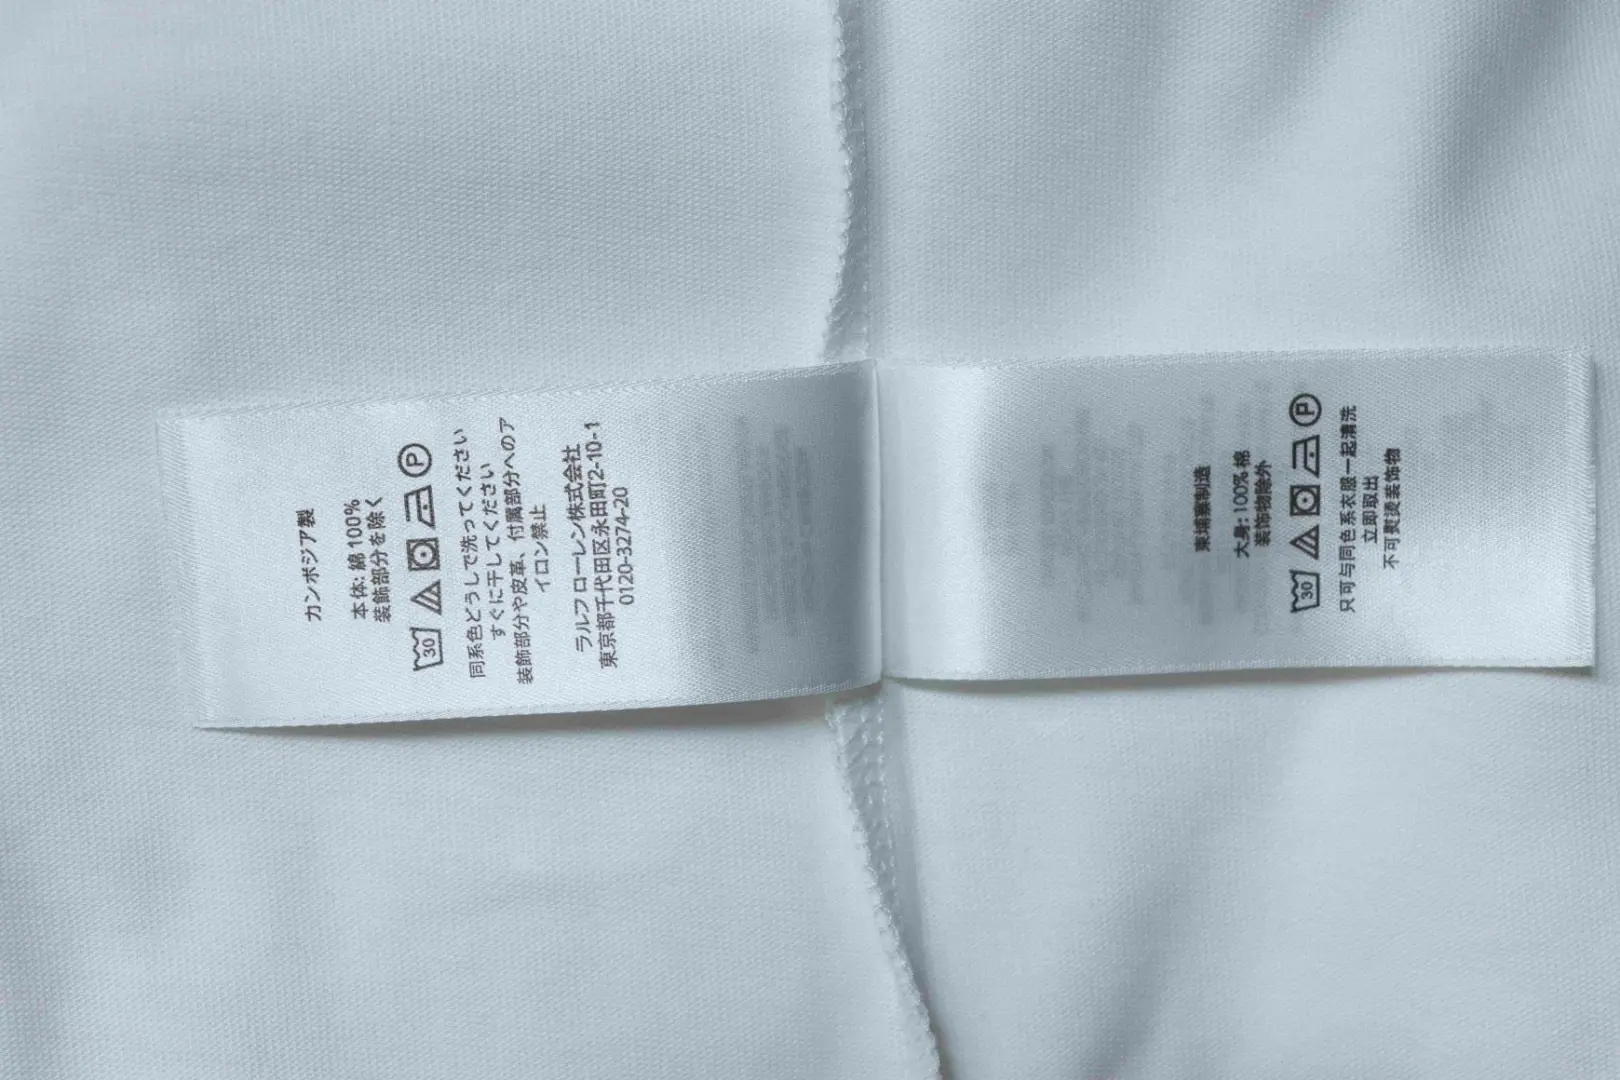 カンボジア製
本体: 綿 100%
装飾部分を除く
30 P
同系色どうしで洗ってください
すぐに干してください
装飾部分や皮革、付属部分へのア
イロン禁止
ラルフ ローレン株式会社
東京都千代田区永田町2-10-1
0120-3274-20
柬埔寨制造
大身: 100% 棉
装饰物除外
30 P
只可与同色系衣服一起清洗
立即取出
不可熨烫装饰物